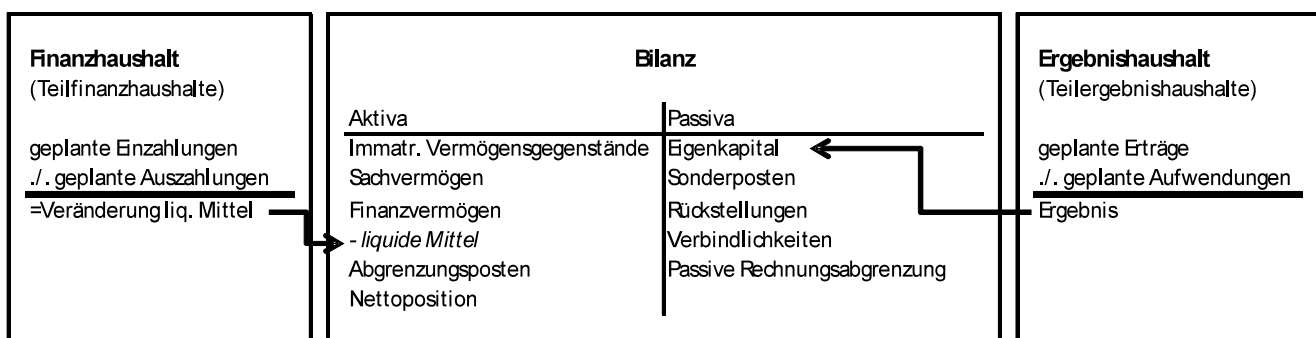 Finanzhaushalt
(Teilfinanzhaushalte)
geplante Einzahlungen
./. geplante Auszahlungen
=Veränderung liq. Mittel
Bilanz
Aktiva
Immatr. Vermögensgegenstände
Sachvermögen
Finanzvermögen
- liquide Mittel
Abgrenzungsposten
Nettoposition
Passiva
Eigenkapital
Sonderposten
Rückstellungen
Verbindlichkeiten
Passive Rechnungsabgrenzung
Ergebnishaushalt
(Teilergebnishaushalte)
geplante Erträge
./. geplante Aufwendungen
Ergebnis